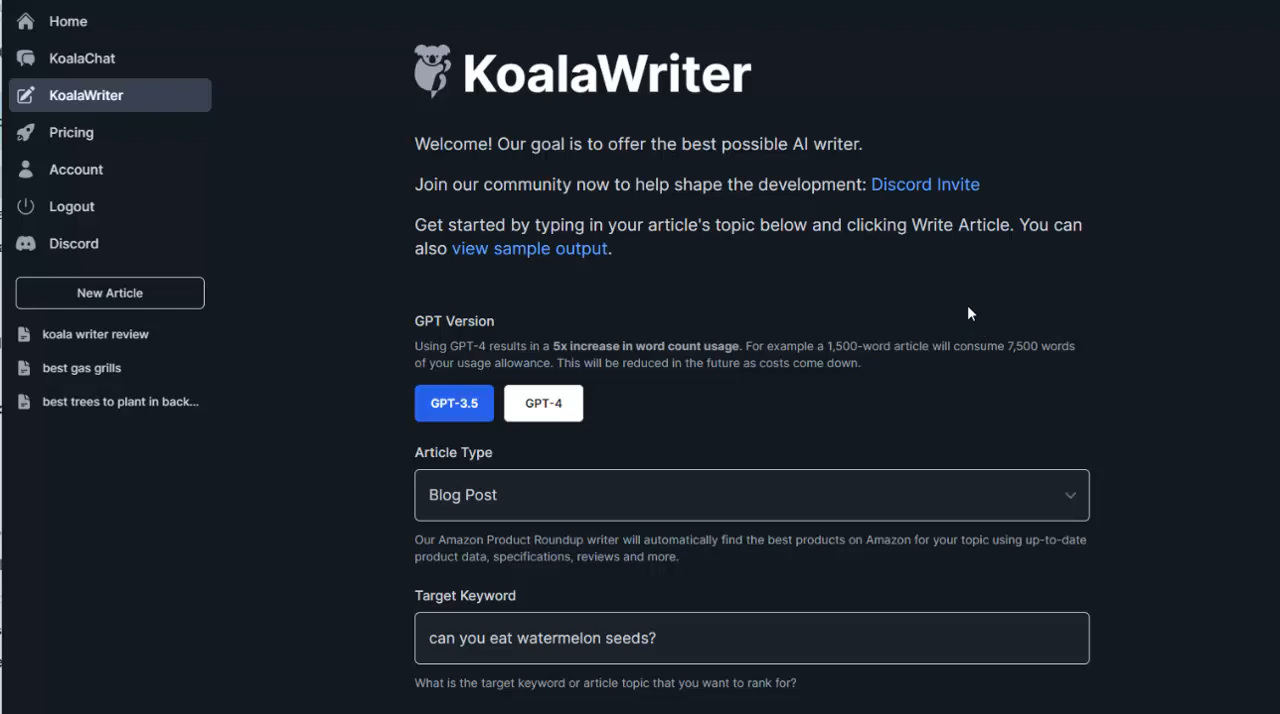 Home
KoalaChat
KoalaWriter
Pricing
Account
Logout
Discord
New Article
koala writer review
best gas grills
best trees to plant in back...
KoalaWriter
Welcome! Our goal is to offer the best possible AI writer.
Join our community now to help shape the development: Discord Invite
Get started by typing in your article's topic below and clicking Write Article. You can
also view sample output.
GPT Version
Using GPT-4 results in a 5x increase in word count usage. For example a 1,500-word article will consume 7,500 words
of your usage allowance. This will be reduced in the future as costs come down.
GPT-3.5
GPT-4
Article Type
Blog Post
Our Amazon Product Roundup writer will automatically find the best products on Amazon for your topic using up-to-date
product data, specifications, reviews and more.
Target Keyword
can you eat watermelon seeds?
What is the target keyword or article topic that you want to rank for?